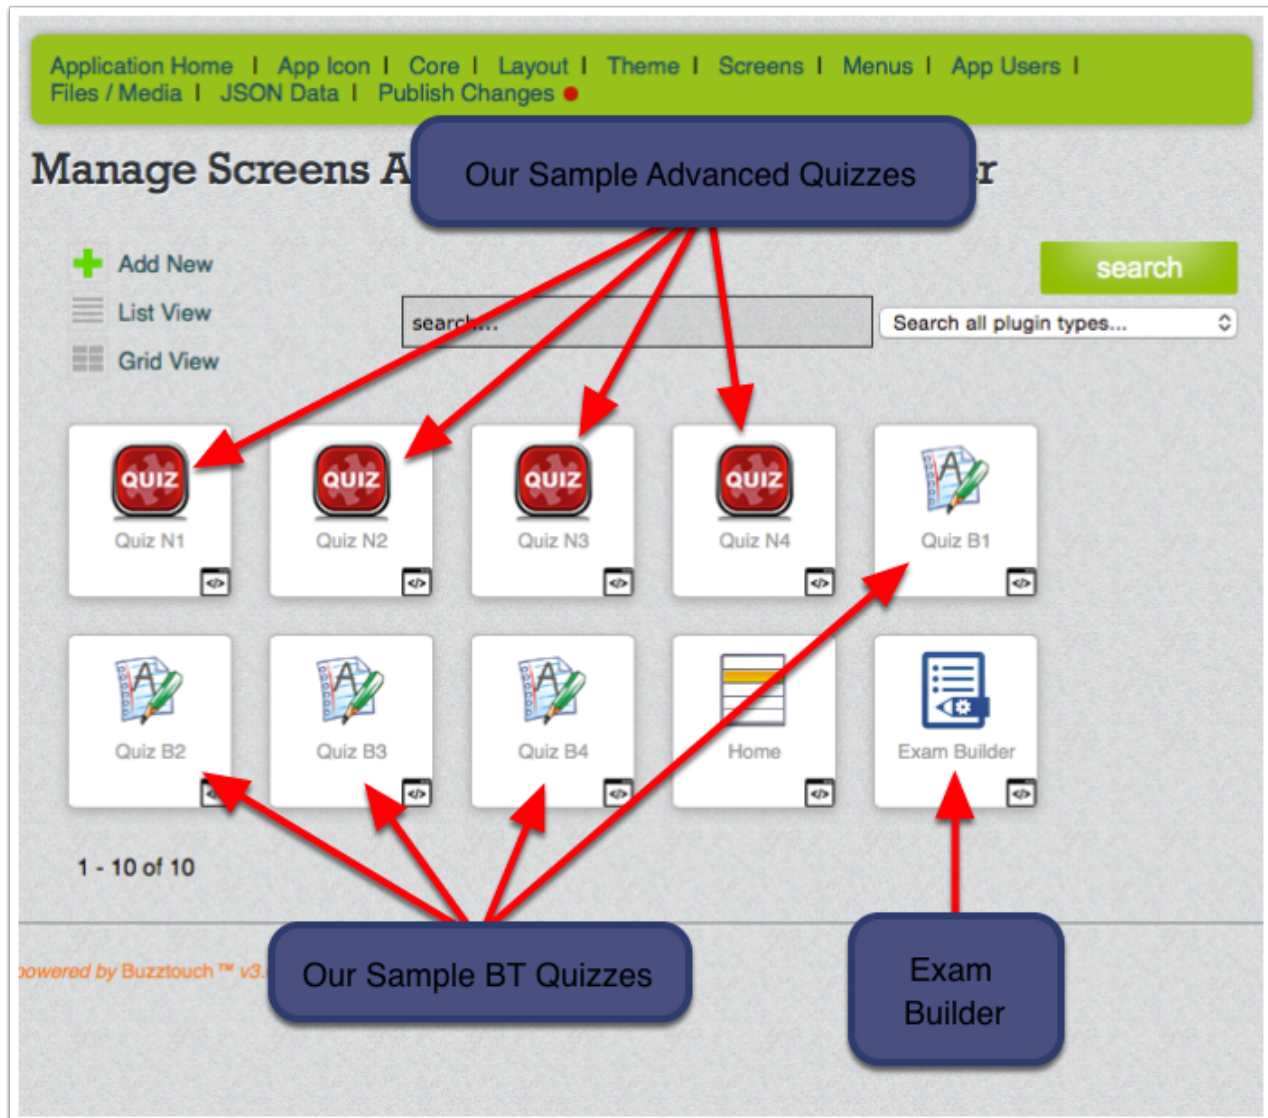 Application Home | App Icon | Core | Layout | Theme | Screens | Menus | App Users |
Files / Media | JSON Data | Publish Changes
Manage Screens A
Our Sample Advanced Quizzes
r
Add New
search
List View
search...
Search all plugin types...
Grid View
QUIZ
QUIZ
QUIZ
QUIZ
A
Quiz N1
Quiz N2
Quiz N3
Quiz N4
Quiz B1
</>
</>
</>
</>
</>
A
A
A
Quiz B2
Quiz B3
Quiz B4
Home
Exam Builder
</>
</>
</>
</>
1 - 10 of 10
powered by Buzztouch™ v3.
Our Sample BT Quizzes
Exam
Builder